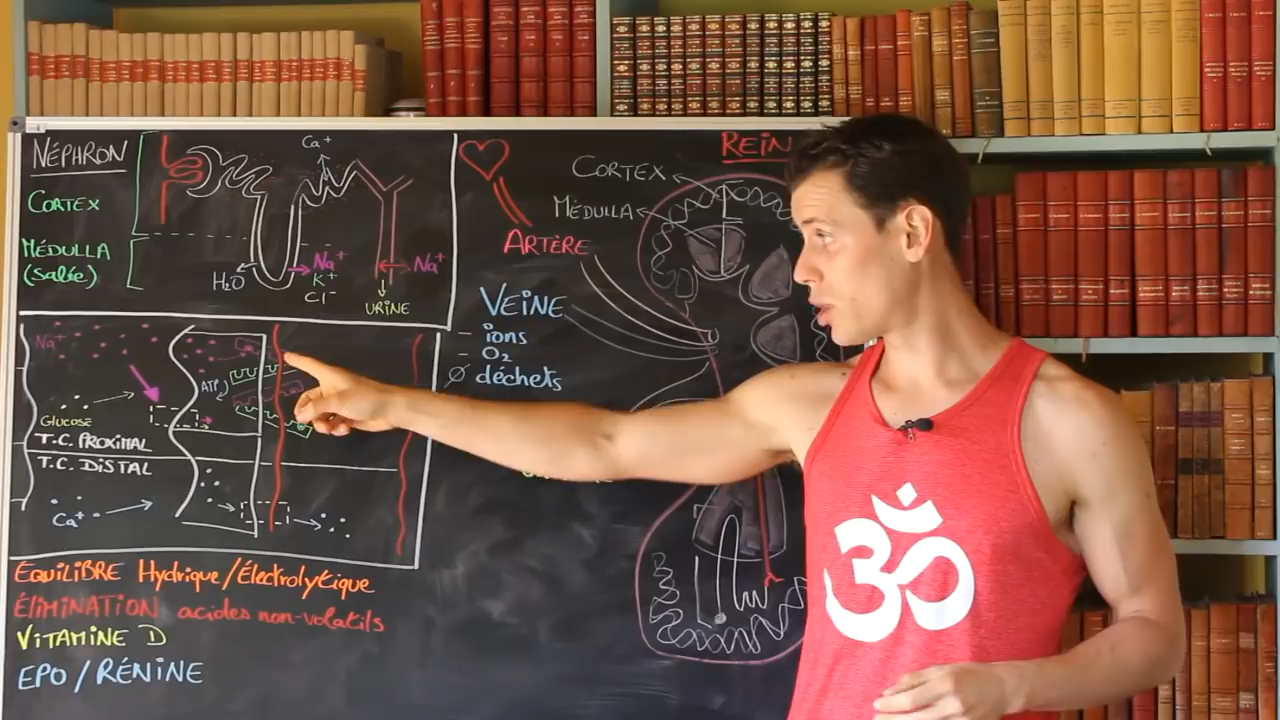 NÉPHRON
CORTEX
MÉDULLA
(Salée)
Ca⁺
H₂O
Na⁺
K⁺
Cl⁻
Na⁺
URINE
REIN
CORTEX
MÉDULLA
ARTÈRE
VEINE
- ions
- O₂
Ø déchets
Na⁺
ATP
GLUCOSE
T.C. PROXIMAL
T.C. DISTAL
Ca⁺
EQUILIBRE Hydrique/Électrolytique
ÉLIMINATION acides non-volatils
VITAMINE D
EPO/RÉNINE
ॐ